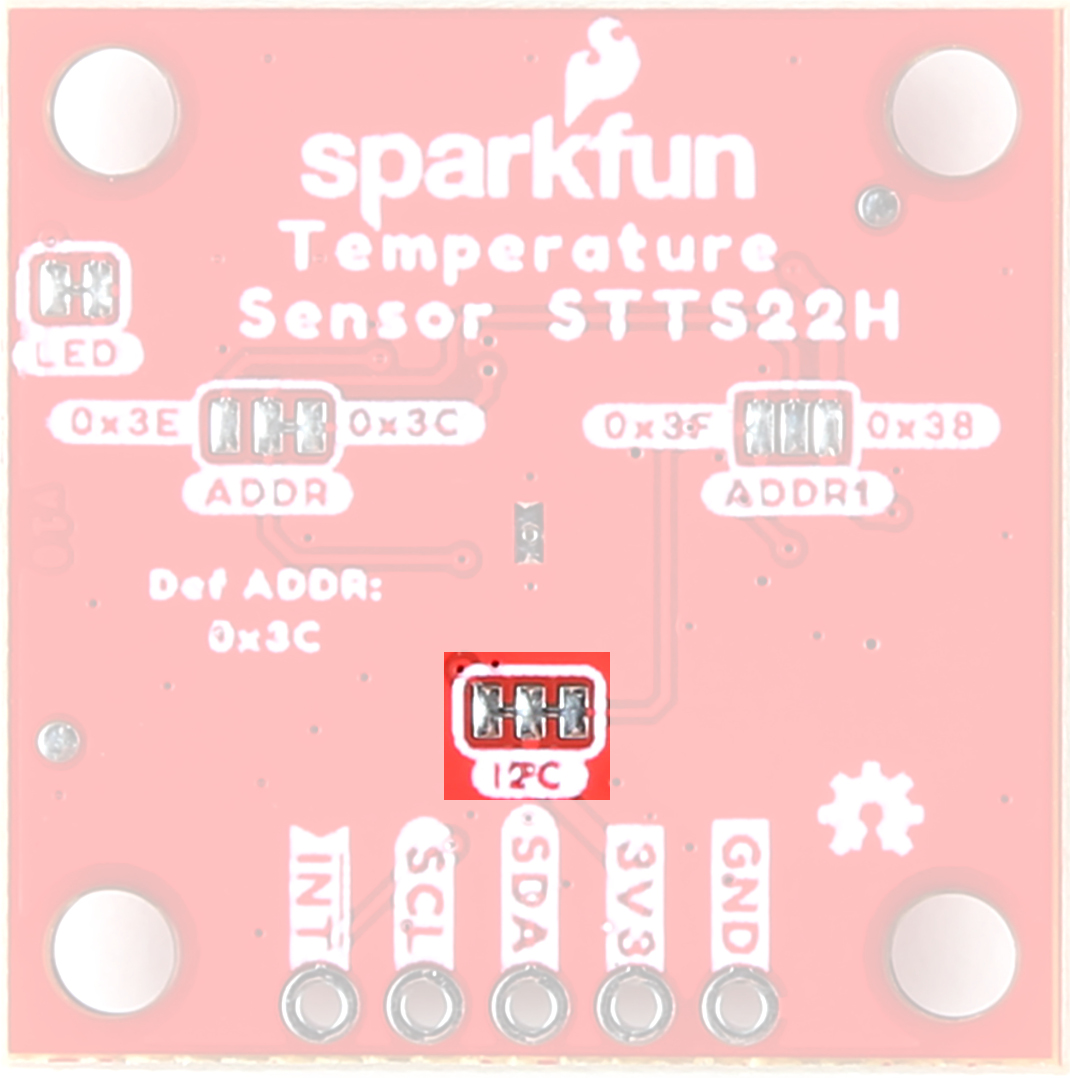 sparkfun
Temperature
Sensor STTS22H
LED
0x3E 0x3C
ADDR
0x3F 0x38
ADDR1
Def ADDR:
0x3C
I2C
INT
SCL
SDA
3V3
GND